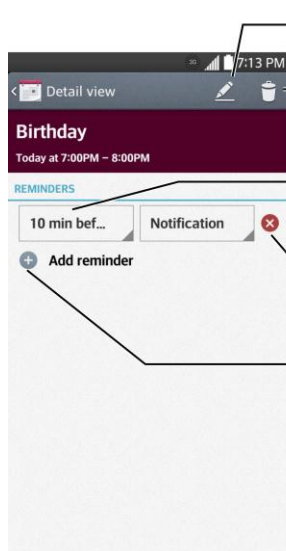 3G 7:13 PM
Detail view
Birthday
Today at 7:00PM – 8:00PM
REMINDERS
10 min bef... Notification
Add reminder